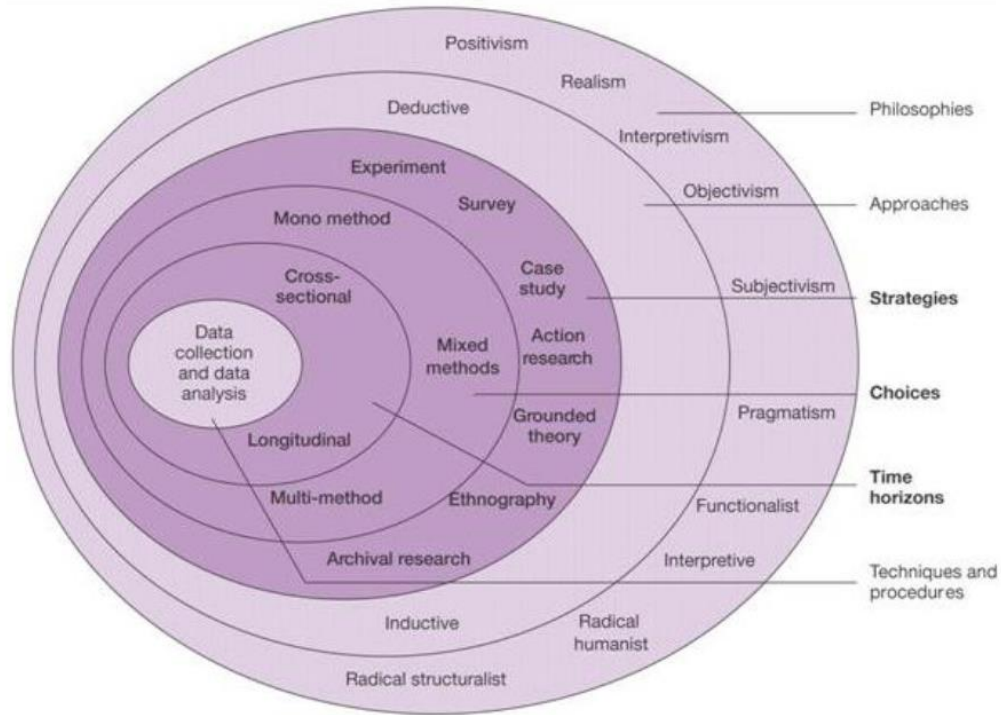 Positivism
Realism
Philosophies
Deductive
Interpretivism
Experiment
Objectivism
Survey
Approaches
Mono method
Case
study
Cross-
sectional
Subjectivism
Strategies
Data
collection
and data
analysis
Mixed
methods
Action
research
Choices
Grounded
theory
Pragmatism
Longitudinal
Time
horizons
Multi-method
Ethnography
Functionalist
Archival research
Interpretive
Techniques and
procedures
Inductive
Radical
humanist
Radical structuralist